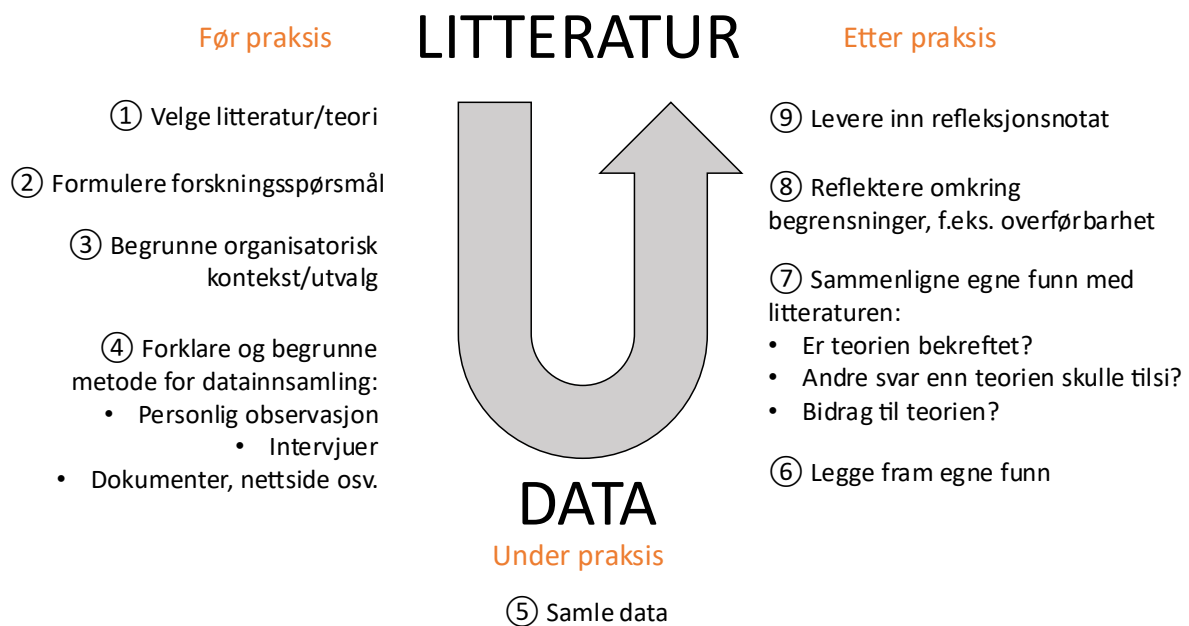 LITTERATUR
Før praksis
① Velge litteratur/teori
② Formulere forskningsspørsmål
③ Begrunne organisatorisk
kontekst/utvalg
④ Forklare og begrunne
metode for datainnsamling:
• Personlig observasjon
• Intervjuer
• Dokumenter, nettside osv.
DATA
Under praksis
⑤ Samle data
Etter praksis
⑨ Levere inn refleksjonsnotat
⑧ Reflektere omkring
begrensninger, f.eks. overførbarhet
⑦ Sammenligne egne funn med
litteraturen:
• Er teorien bekreftet?
• Andre svar enn teorien skulle tilsi?
• Bidrag til teorien?
⑥ Legge fram egne funn